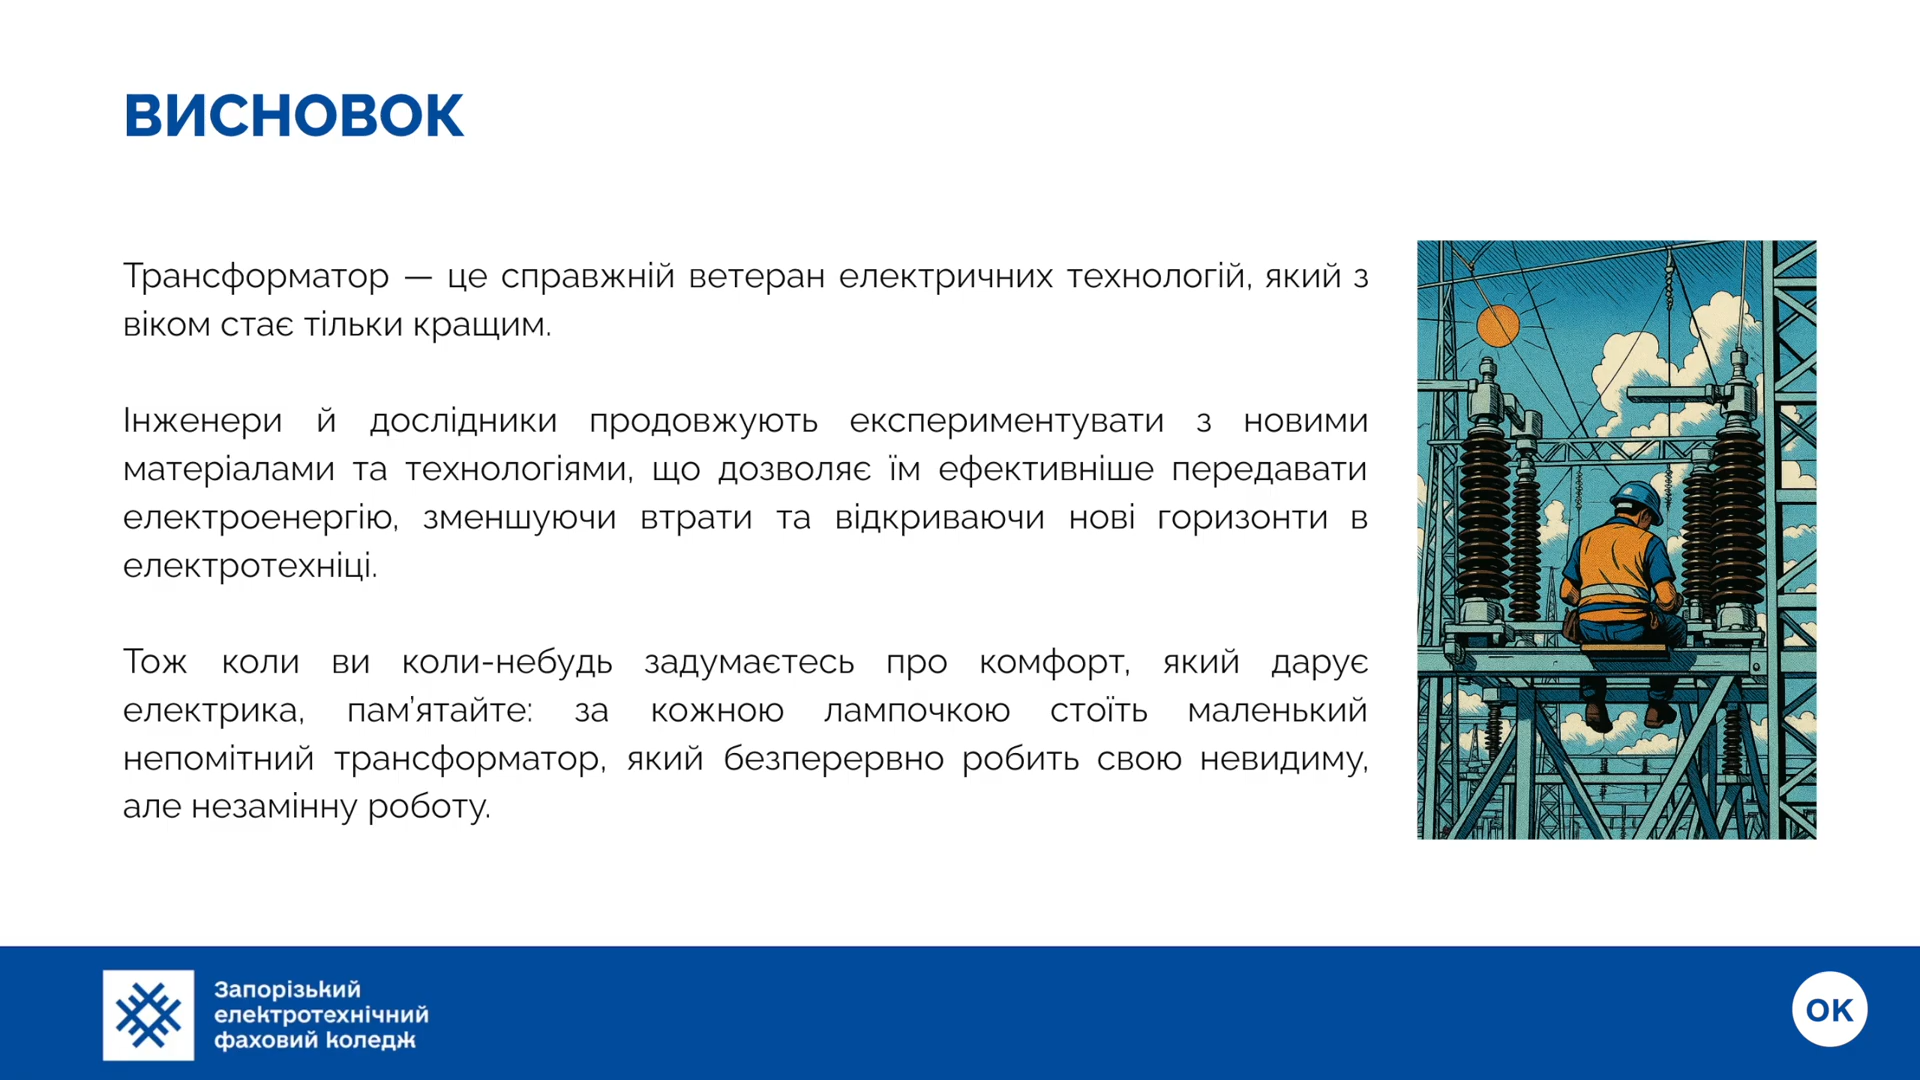 ВИСНОВОК
Трансформатор — це справжній ветеран електричних технологій, який з
віком стає тільки кращим.
Інженери й дослідники продовжують експериментувати з новими
матеріалами та технологіями, що дозволяє їм ефективніше передавати
електроенергію, зменшуючи втрати та відкриваючи нові горизонти в
електротехніці.
Тож коли ви коли-небудь задумаєтесь про комфорт, який дарує
електрика, пам’ятайте: за кожною лампочкою стоїть маленький
непомітний трансформатор, який безперервно робить свою невидиму,
але незамінну роботу.
Запорізький
електротехнічний
фаховий коледж
ОК